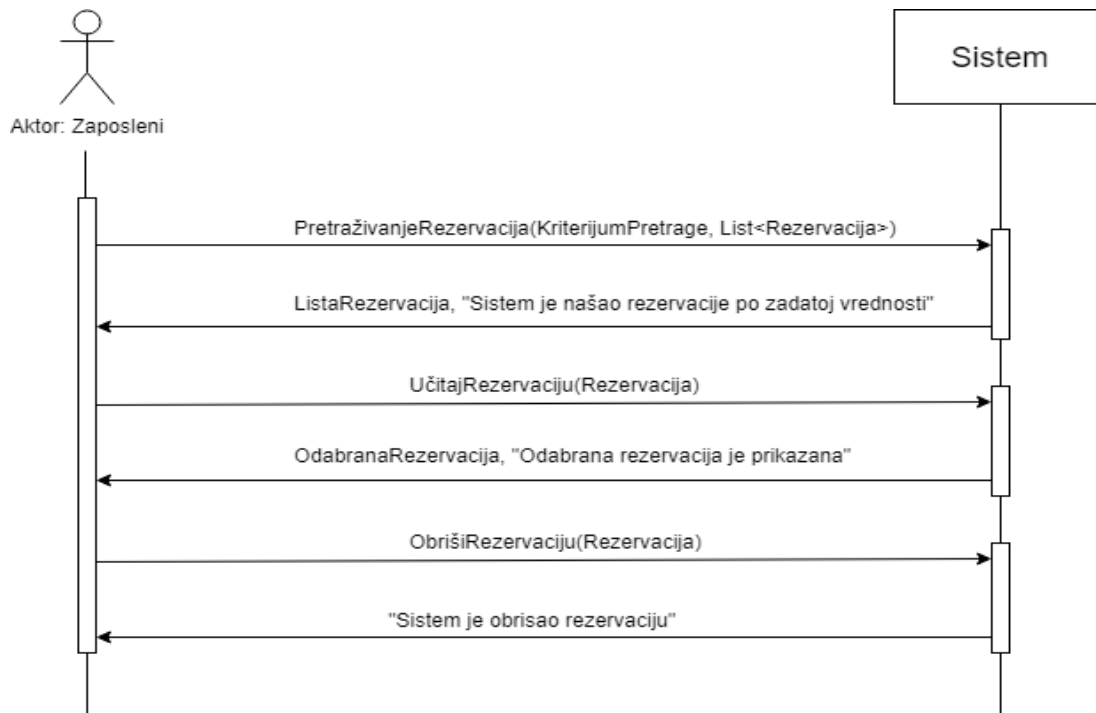 Sistem
Aktor: Zaposleni
PretraživanjeRezervacija(KriterijumPretrage, List<Rezervacija>)
ListaRezervacija, "Sistem je našao rezervacije po zadatoj vrednosti"
UčitajRezervaciju(Rezervacija)
OdabranaRezervacija, "Odabrana rezervacija je prikazana"
ObrišiRezervaciju(Rezervacija)
"Sistem je obrisao rezervaciju"